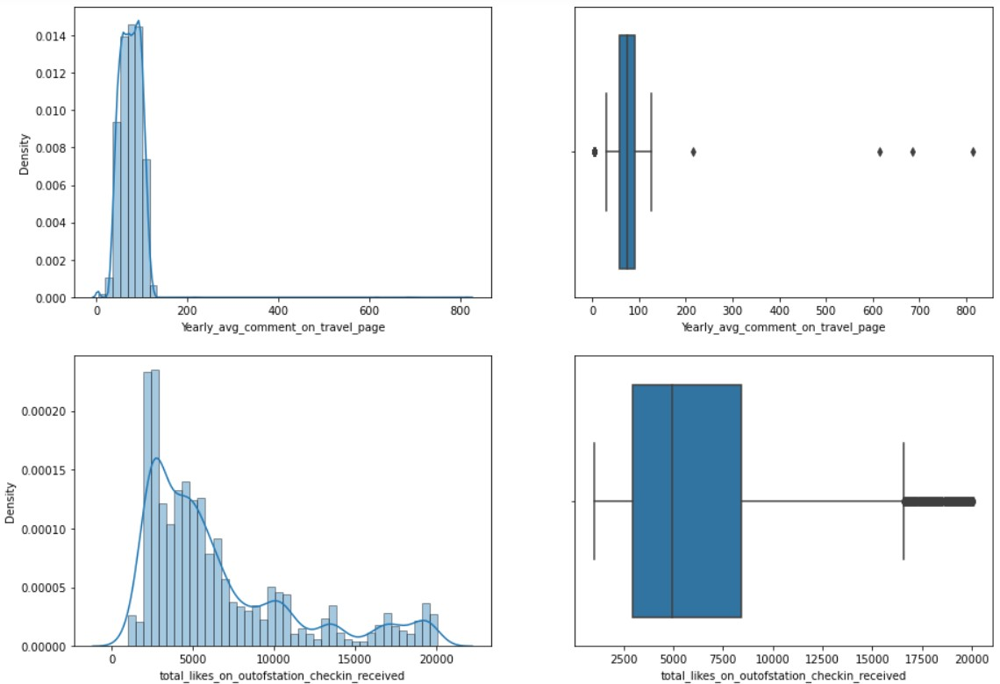 Density
0.014
0.012
0.010
0.008
0.006
0.004
0.002
0.000
0 200 400 600 800
Yearly_avg_comment_on_travel_page
0 100 200 300 400 500 600 700 800
Yearly_avg_comment_on_travel_page
Density
0.00020
0.00015
0.00010
0.00005
0.00000
0 5000 10000 15000 20000
total_likes_on_outofstation_checkin_received
2500 5000 7500 10000 12500 15000 17500 20000
total_likes_on_outofstation_checkin_received